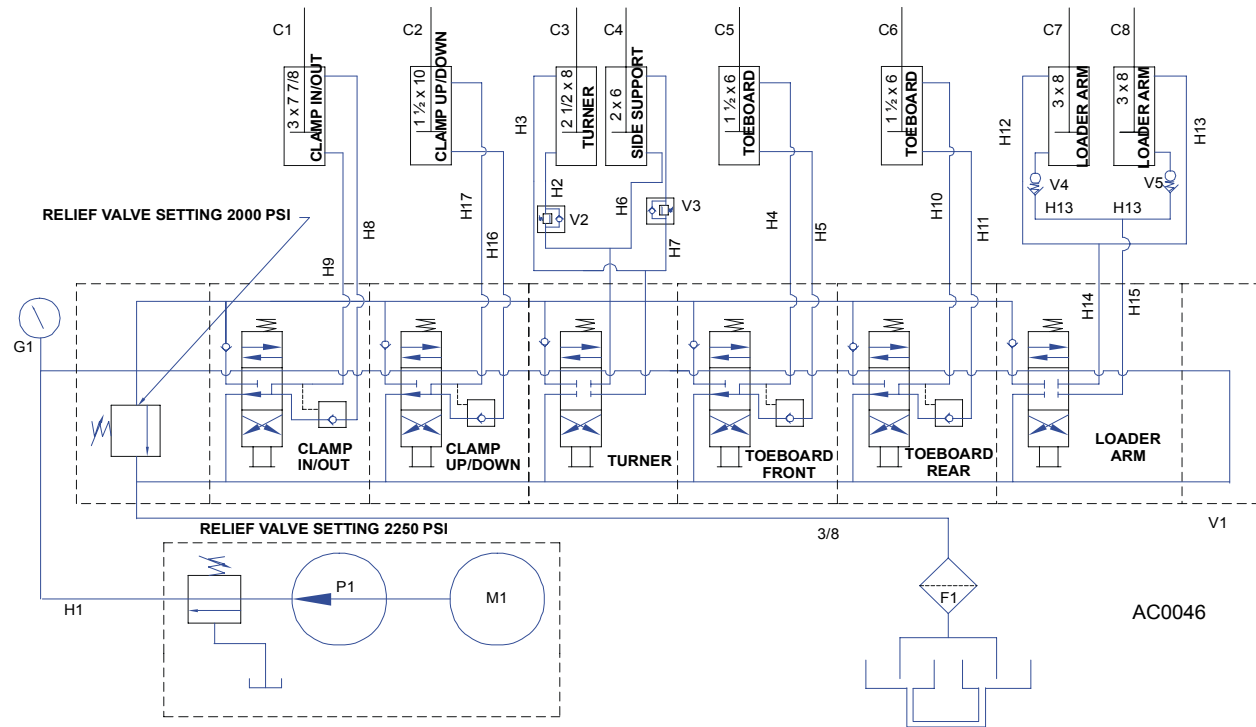 C1
C2
C3
C4
C5
C6
C7
C8
3 x 7 7/8
CLAMP IN/OUT
1 ½ x 10
CLAMP UP/DOWN
2 1/2 x 8
TURNER
2 x 6
SIDE SUPPORT
1 ½ x 6
TOEBOARD
1 ½ x 6
TOEBOARD
3 x 8
LOADER ARM
3 x 8
LOADER ARM
H3
H12
H13
H2
H6
V2
V3
H7
V4
V5
H13
H13
RELIEF VALVE SETTING 2000 PSI
H9
H8
H17
H16
H4
H5
H10
H11
H14
H15
G1
CLAMP
IN/OUT
CLAMP
UP/DOWN
TURNER
TOEBOARD
FRONT
TOEBOARD
REAR
LOADER
ARM
V1
RELIEF VALVE SETTING 2250 PSI
3/8
H1
P1
M1
F1
AC0046